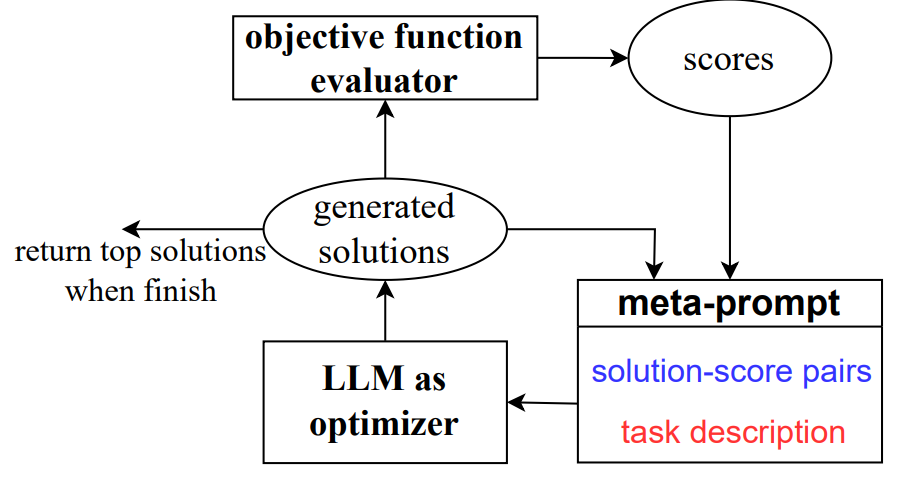 objective function
evaluator
scores
generated
solutions
return top solutions
when finish
meta-prompt
solution-score pairs
task description
LLM as
optimizer